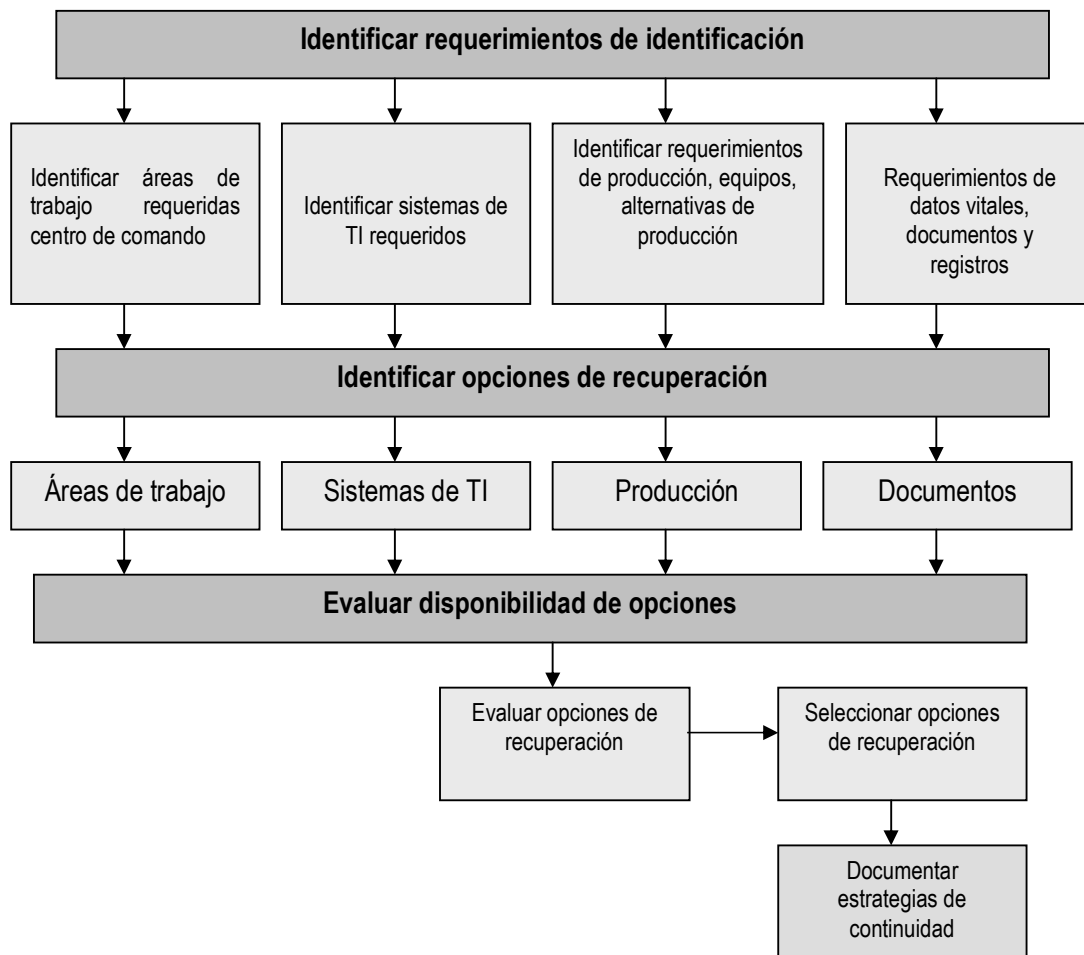 Identificar requerimientos de identificación
Identificar áreas de
trabajo requeridas
centro de comando
Identificar sistemas de
TI requeridos
Identificar requerimientos
de producción, equipos,
alternativas de
producción
Requerimientos de
datos vitales,
documentos y
registros
Identificar opciones de recuperación
Áreas de trabajo
Sistemas de TI
Producción
Documentos
Evaluar disponibilidad de opciones
Evaluar opciones de
recuperación
Seleccionar opciones
de recuperación
Documentar
estrategias de
continuidad